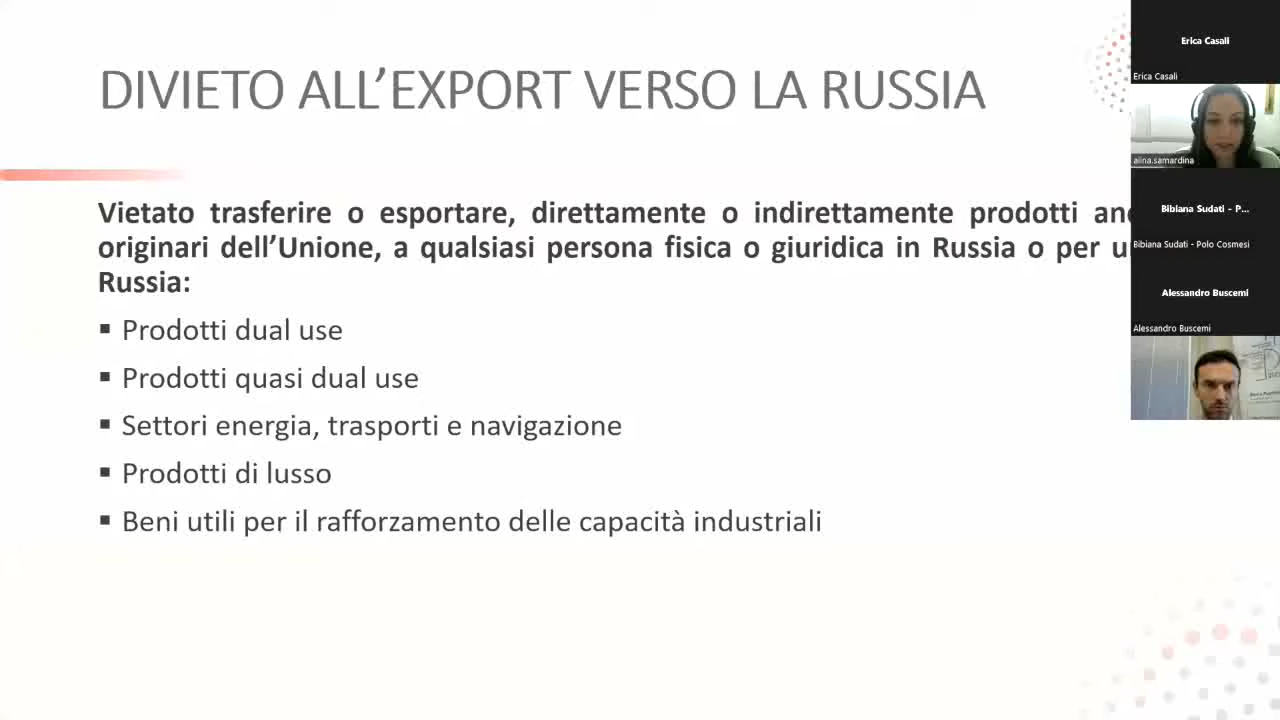 DIVIETO ALL'EXPORT VERSO LA RUSSIA
Vietato trasferire o esportare, direttamente o indirettamente prodotti
originari dell'Unione, a qualsiasi persona fisica o giuridica in Russia o per
Russia:
▪ Prodotti dual use
▪ Prodotti quasi dual use
▪ Settori energia, trasporti e navigazione
▪ Prodotti di lusso
▪ Beni utili per il rafforzamento delle capacità industriali
Erica Casali
Erica Casali
alina.samardina
Bibiana Sudati - P...
Bibiana Sudati - Polo Cosmesi
Alessandro Buscemi
Alessandro Buscemi